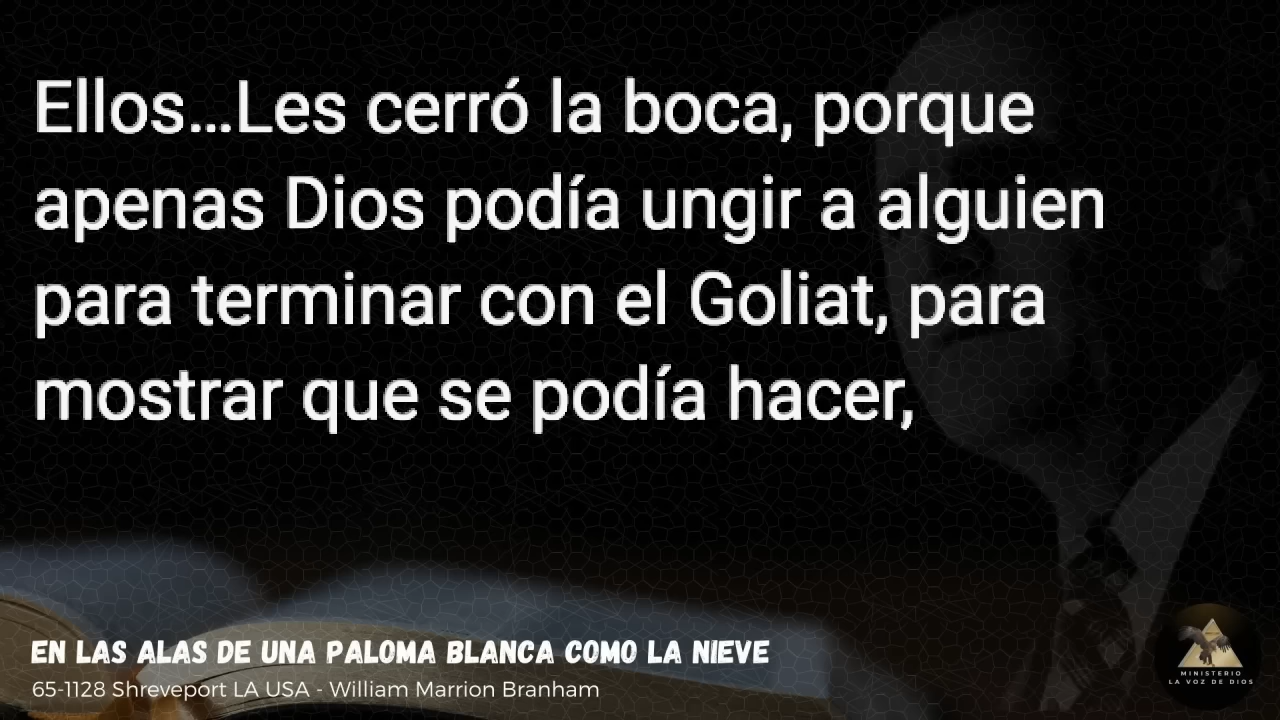 Ellos...Les cerró la boca, porque
apenas Dios podía ungir a alguien
para terminar con el Goliat, para
mostrar que se podía hacer,
EN LAS ALAS DE UNA PALOMA BLANCA COMO LA NIEVE
65-1128 Shreveport LA USA - William Marrion Branham
MINISTERIO
LA VOZ DE DIOS